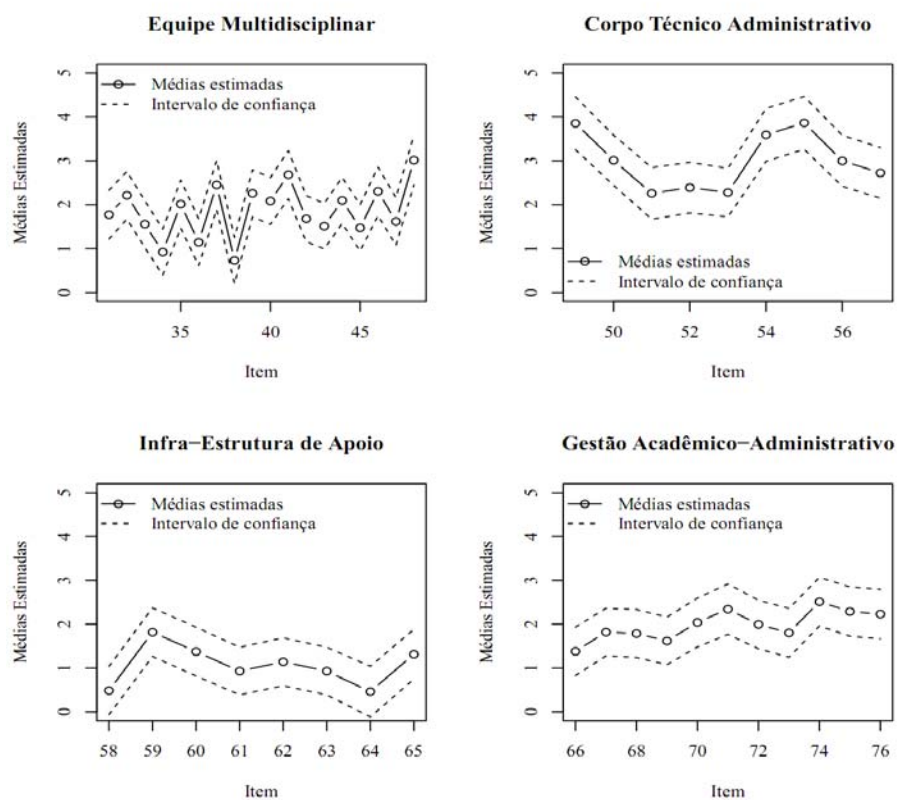 Equipe Multidisciplinar
Médias Estimadas
5
4
3
2
1
0
Médias estimadas
Intervalo de confiança
35
40
45
Item
Corpo Técnico Administrativo
Médias Estimadas
5
4
3
2
1
0
Médias estimadas
Intervalo de confiança
50
52
54
56
Item
Infra−Estrutura de Apoio
Médias Estimadas
5
4
3
2
1
0
Médias estimadas
Intervalo de confiança
58
59
60
61
62
63
64
65
Item
Gestão Acadêmico−Administrativo
Médias Estimadas
5
4
3
2
1
0
Médias estimadas
Intervalo de confiança
66
68
70
72
74
76
Item